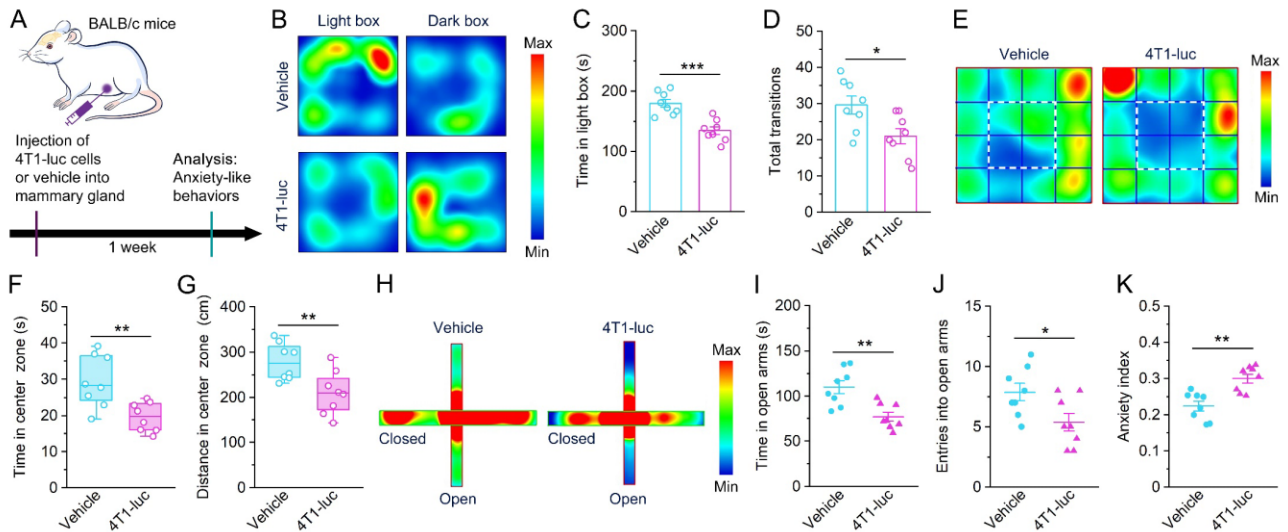 A
BALB/c mice
Injection of
4T1-luc cells
or vehicle into
mammary gland
Analysis:
Anxiety-like
behaviors
1 week
B
Light box
Dark box
Vehicle
4T1-luc
Max
Min
C
Time in light box (s)
300
200
100
0
***
Vehicle
4T1-luc
D
Total transitions
50
40
30
20
10
0
*
Vehicle
4T1-luc
E
Vehicle
4T1-luc
Max
Min
F
Time in center zone (s)
50
40
30
20
10
0
**
Vehicle
4T1-luc
G
Distance in center zone (cm)
400
300
200
100
0
**
Vehicle
4T1-luc
H
Vehicle
4T1-luc
Closed
Closed
Open
Open
Max
Min
I
Time in open arms (s)
200
150
100
50
0
**
Vehicle
4T1-luc
J
Entries into open arms
15
10
5
0
*
Vehicle
4T1-luc
K
Anxiety index
0.5
0.4
0.3
0.2
0.1
0
**
Vehicle
4T1-luc